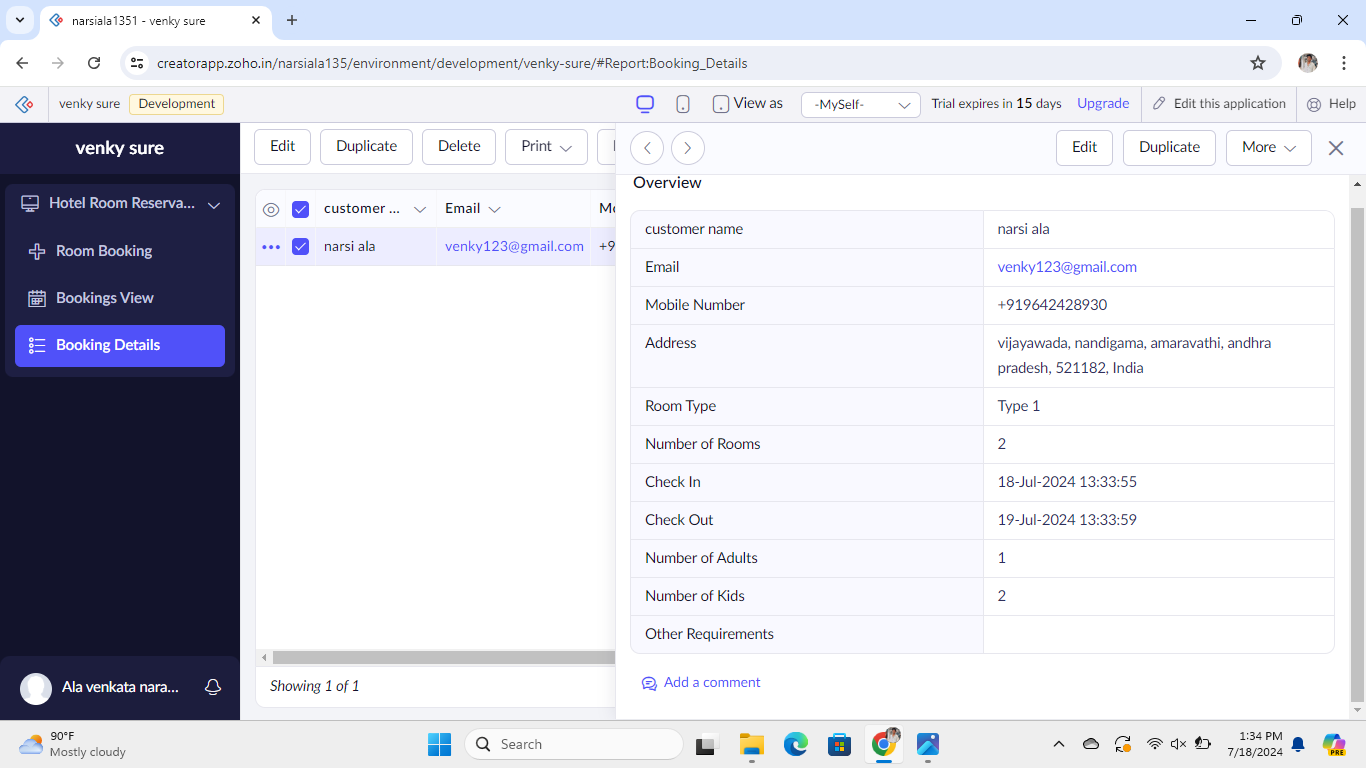 narsiala1351 - venky sure
creatorapp.zoho.in/narsiala135/environment/development/venky-sure/#Report:Booking_Details
venky sure Development View as -MySelf- Trial expires in 15 days Upgrade Edit this application Help
venky sure
Hotel Room Reserva...
Room Booking
Bookings View
Booking Details
Ala venkata nara...
Edit Duplicate Delete Print
customer ... Email
narsi ala venky123@gmail.com +9
Showing 1 of 1
Edit Duplicate More
Overview
customer name narsi ala
Email venky123@gmail.com
Mobile Number +919642428930
Address vijayawada, nandigama, amaravathi, andhra
pradesh, 521182, India
Room Type Type 1
Number of Rooms 2
Check In 18-Jul-2024 13:33:55
Check Out 19-Jul-2024 13:33:59
Number of Adults 1
Number of Kids 2
Other Requirements
Add a comment
90°F
Mostly cloudy
Search
1:34 PM
7/18/2024
PRE